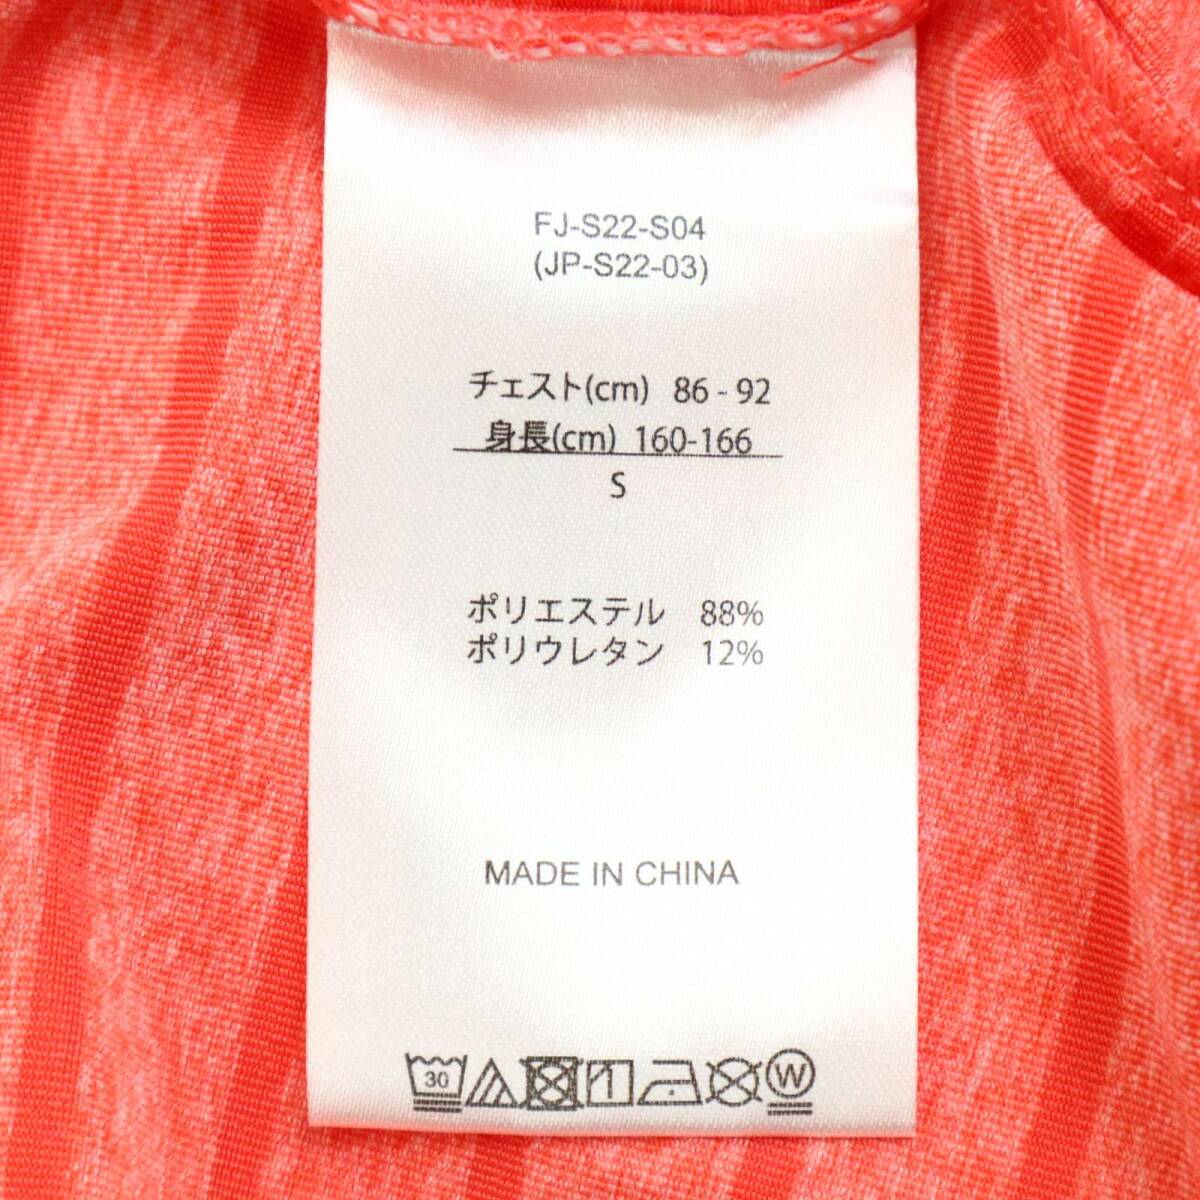 FJ-S22-S04
(JP-S22-03)
チェスト(cm) 86 - 92
身長(cm) 160-166
S
ポリエステル 88%
ポリウレタン 12%
MADE IN CHINA
30 W